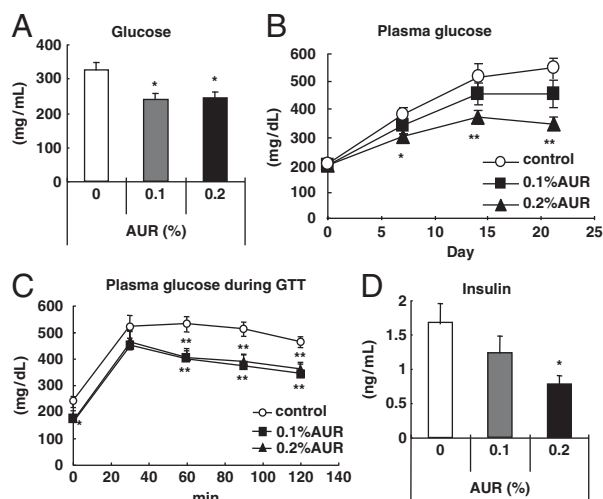 A
Glucose
(mg/mL)
400
300
200
100
0
*
*
0 0.1 0.2
AUR (%)
B
Plasma glucose
(mg/dL)
600
500
400
300
200
100
0
*
**
**
control
0.1%AUR
0.2%AUR
0 5 10 15 20 25
Day
C
Plasma glucose during GTT
(mg/dL)
600
500
400
300
200
100
000
*
** ** **
** ** **
control
0.1%AUR
0.2%AUR
0 20 40 60 80 100 120 140
min
D
Insulin
(ng/mL)
2
1.5
1
0.5
0
*
0 0.1 0.2
AUR (%)